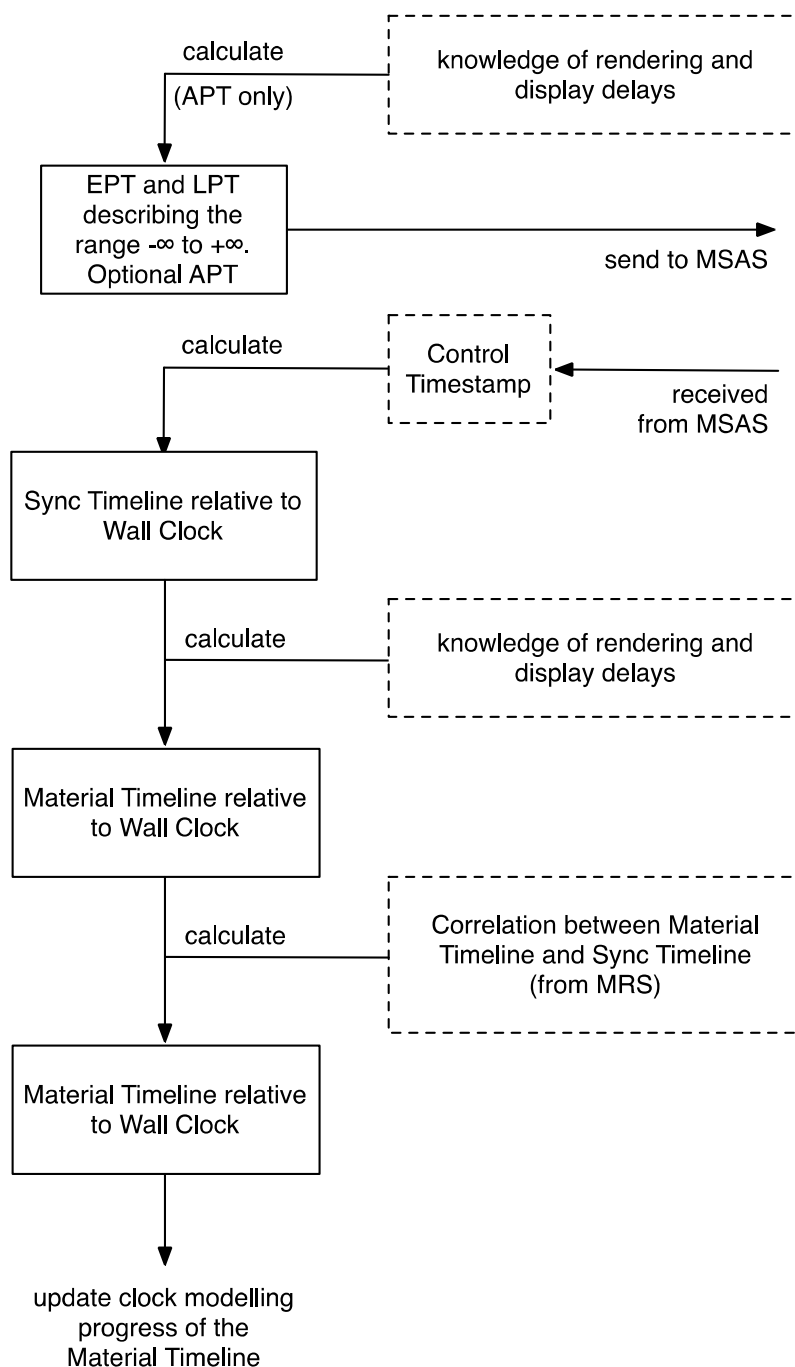 calculate
(APT only)
knowledge of rendering and
display delays
EPT and LPT
describing the
range -∞ to +∞.
Optional APT
send to MSAS
calculate
Control
Timestamp
received
from MSAS
Sync Timeline relative to
Wall Clock
calculate
knowledge of rendering and
display delays
Material Timeline relative
to Wall Clock
calculate
Correlation between Material
Timeline and Sync Timeline
(from MRS)
Material Timeline relative
to Wall Clock
update clock modelling
progress of the
Material Timeline